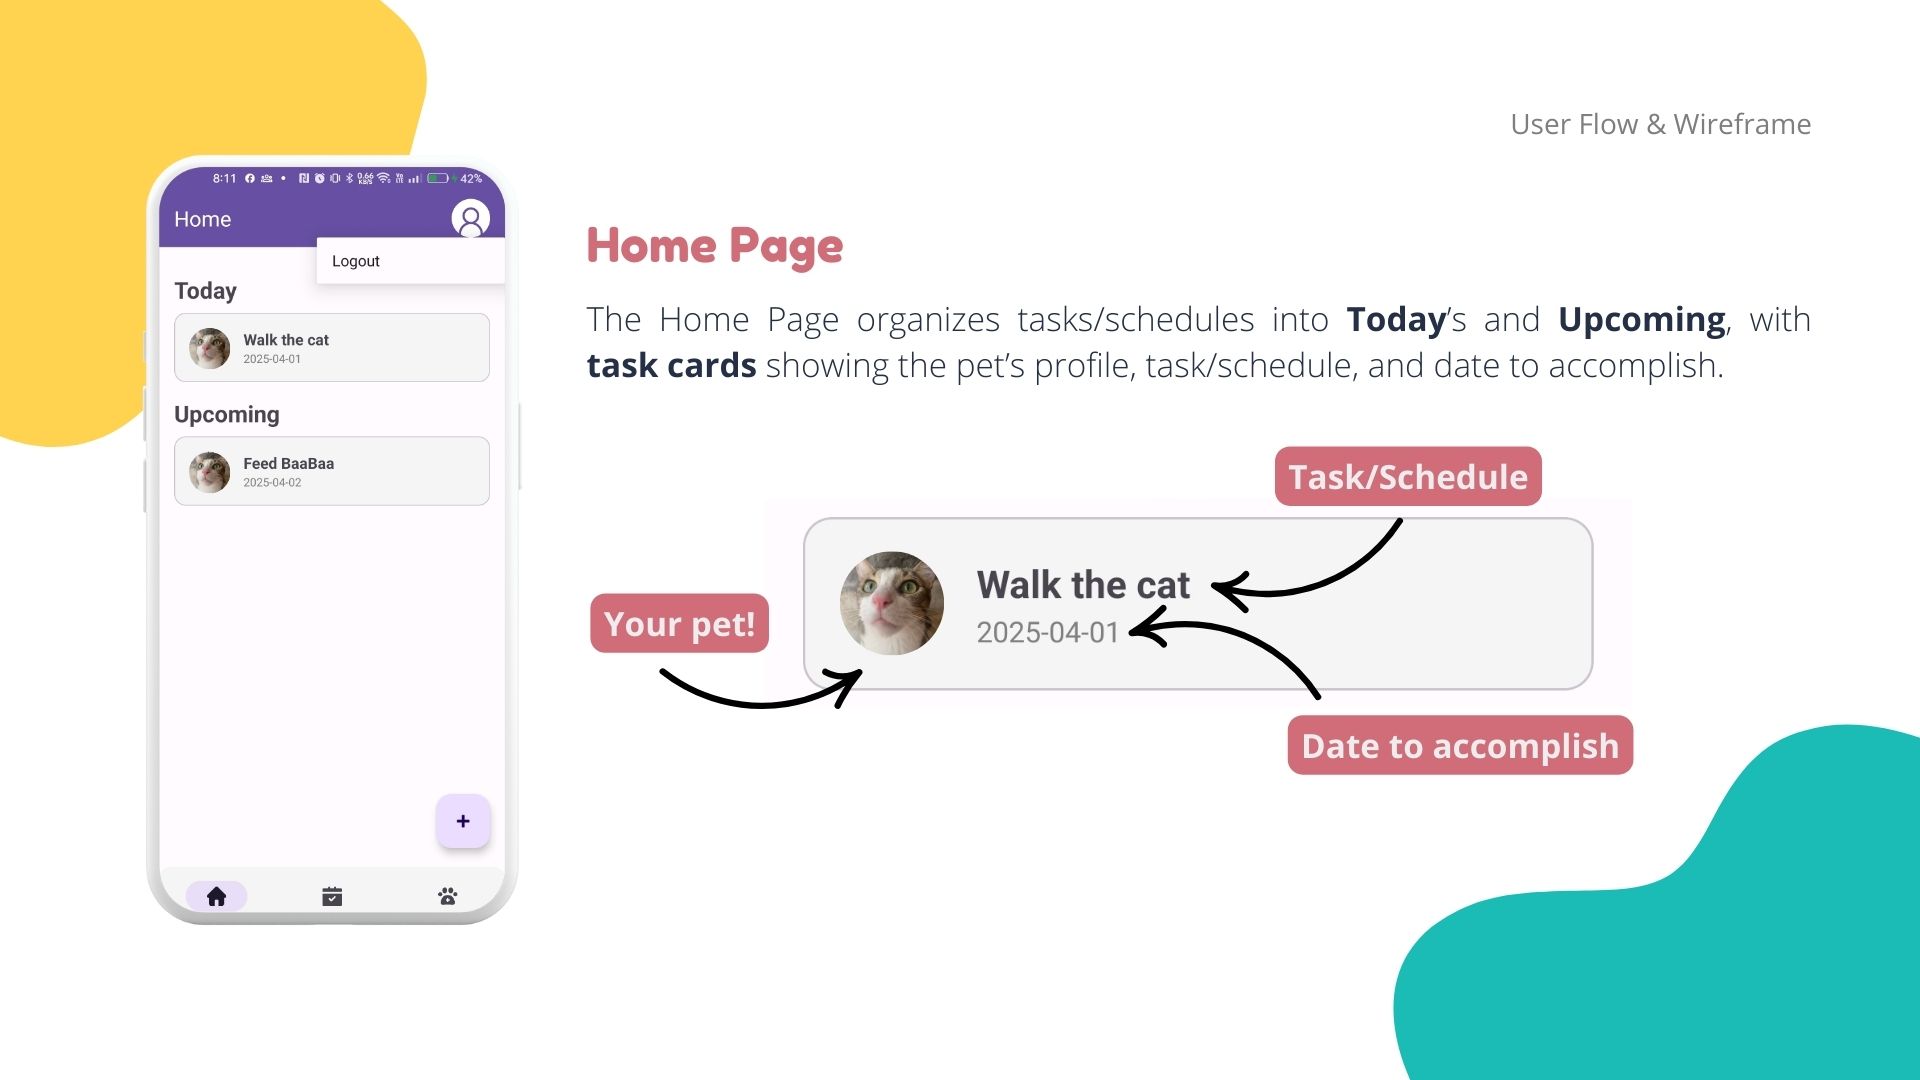 User Flow & Wireframe
8:11
0.66
KB/S
42%
Home
Logout
Today
Walk the cat
2025-04-01
Upcoming
Feed BaaBaa
2025-04-02
+
Home Page
The Home Page organizes tasks/schedules into Today's and Upcoming, with
task cards showing the pet's profile, task/schedule, and date to accomplish.
Task/Schedule
Your pet!
Walk the cat
2025-04-01
Date to accomplish